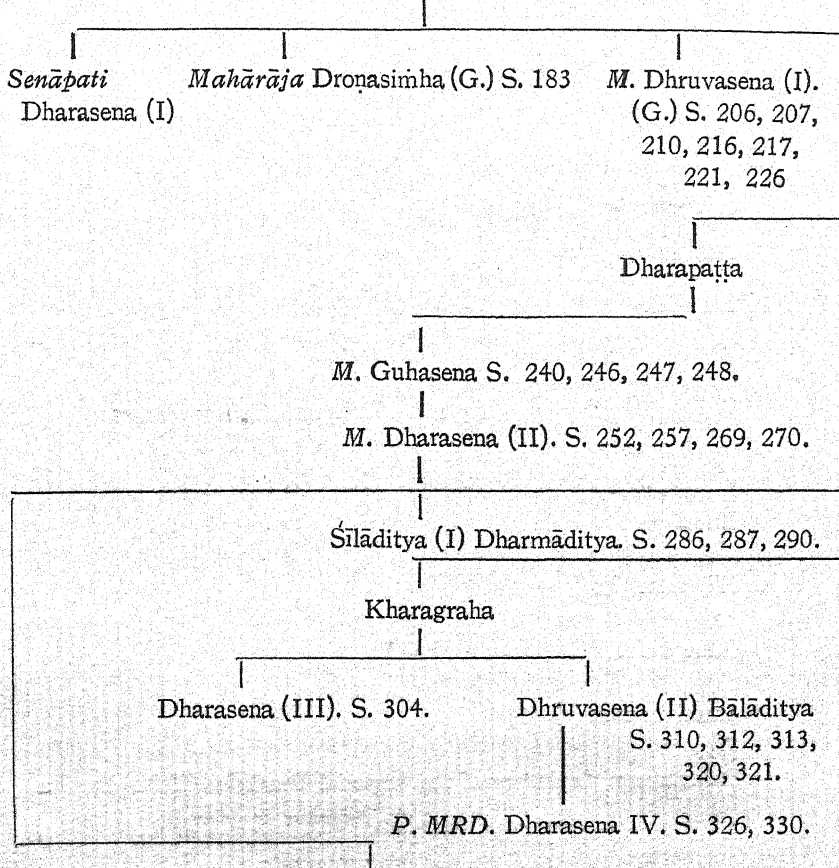 Senāpati
Dharasena (I)
Mahārāja Droṇasiṁha (G.) S. 183
M. Dhruvasena (I).
(G.) S. 206, 207,
210, 216, 217,
221, 226
Dharapaṭṭa
M. Guhasena S. 240, 246, 247, 248.
M. Dharasena (II). S. 252, 257, 269, 270.
Śīlāditya (I) Dharmāditya. S. 286, 287, 290.
Kharagraha
Dharasena (III). S. 304.
Dhruvasena (II) Bālāditya
S. 310, 312, 313,
320, 321.
P. MRD. Dharasena IV. S. 326, 330.